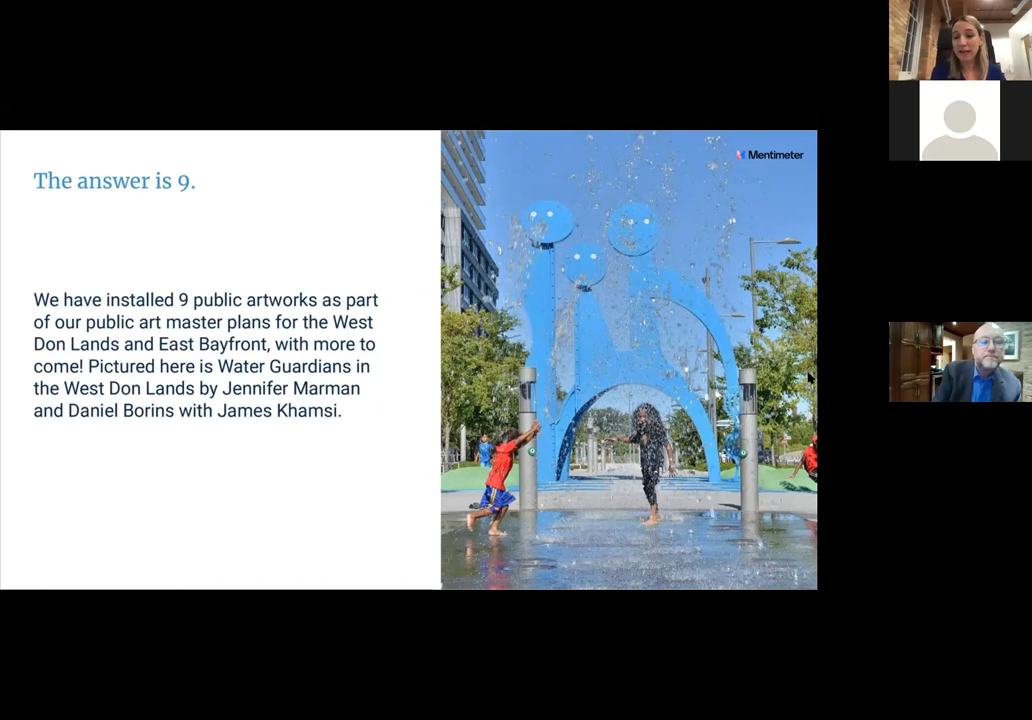 The answer is 9.
Mentimeter
We have installed 9 public artworks as part
of our public art master plans for the West
Don Lands and East Bayfront, with more to
come! Pictured here is Water Guardians in
the West Don Lands by Jennifer Marman
and Daniel Borins with James Khamsi.